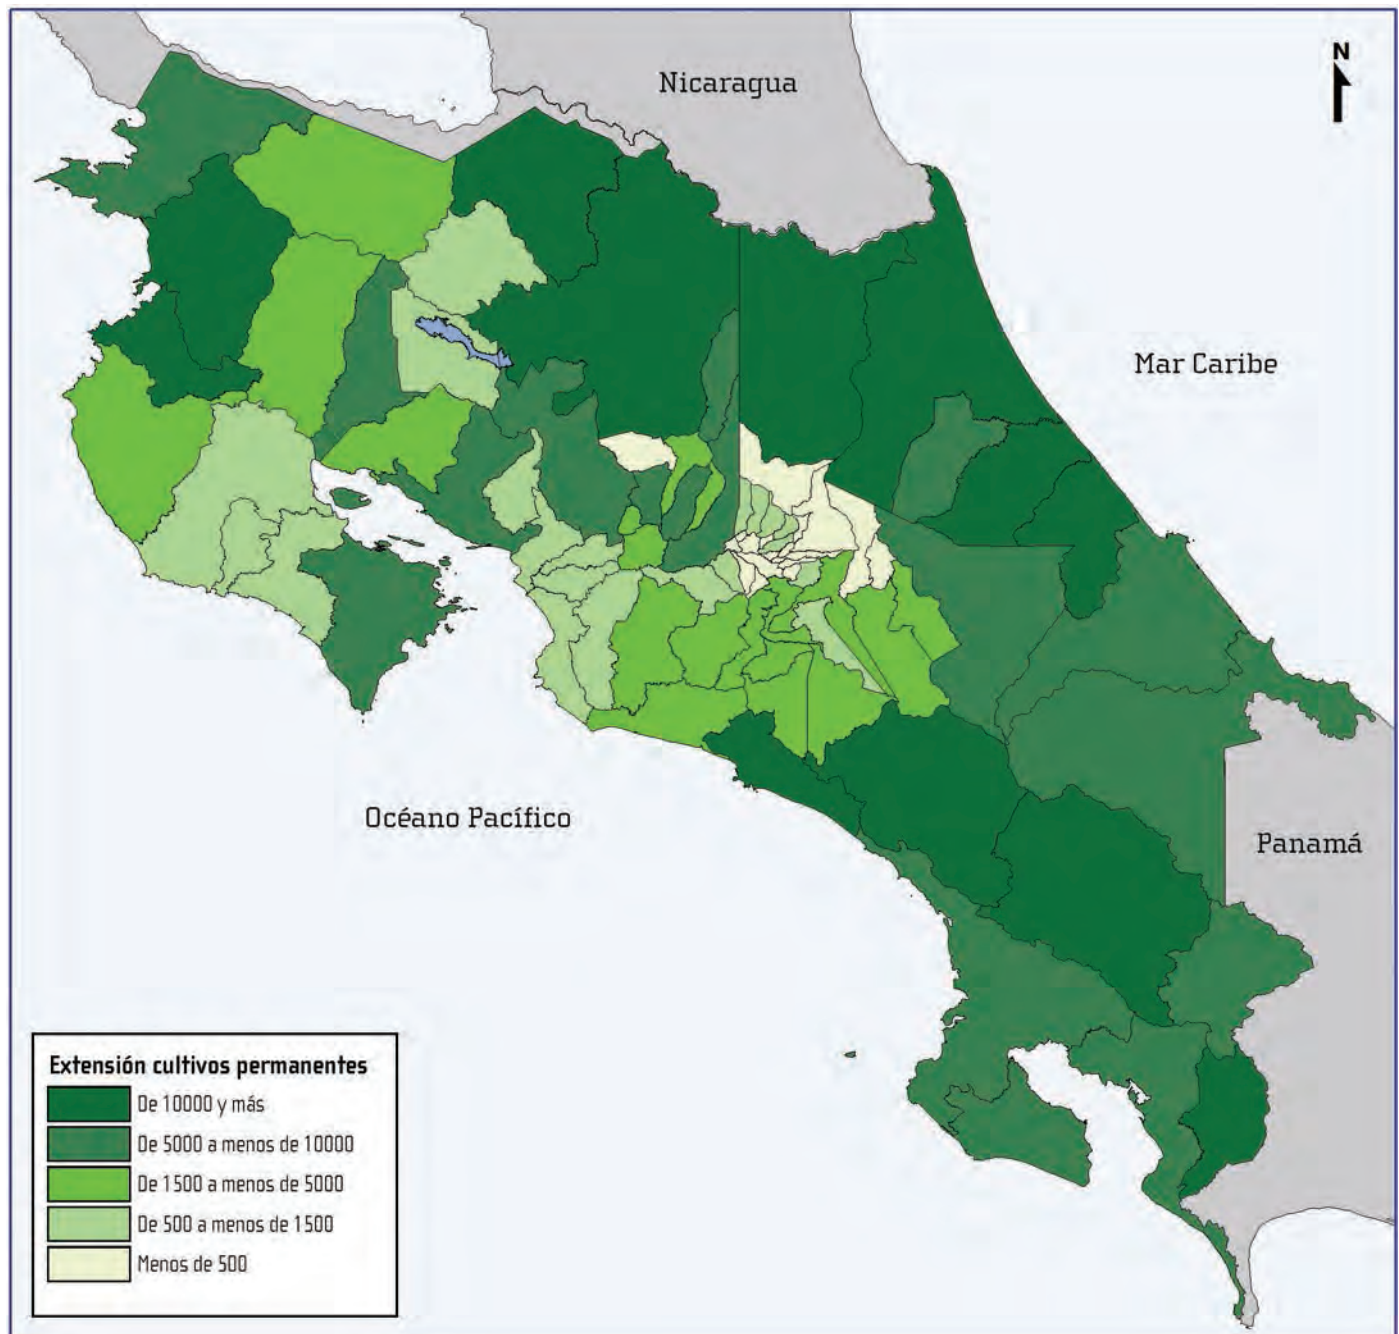 N
Nicaragua
Mar Caribe
Océano Pacífico
Panamá
Extensión cultivos permanentes
De 10000 y más
De 5000 a menos de 10000
De 1500 a menos de 5000
De 500 a menos de 1500
Menos de 500